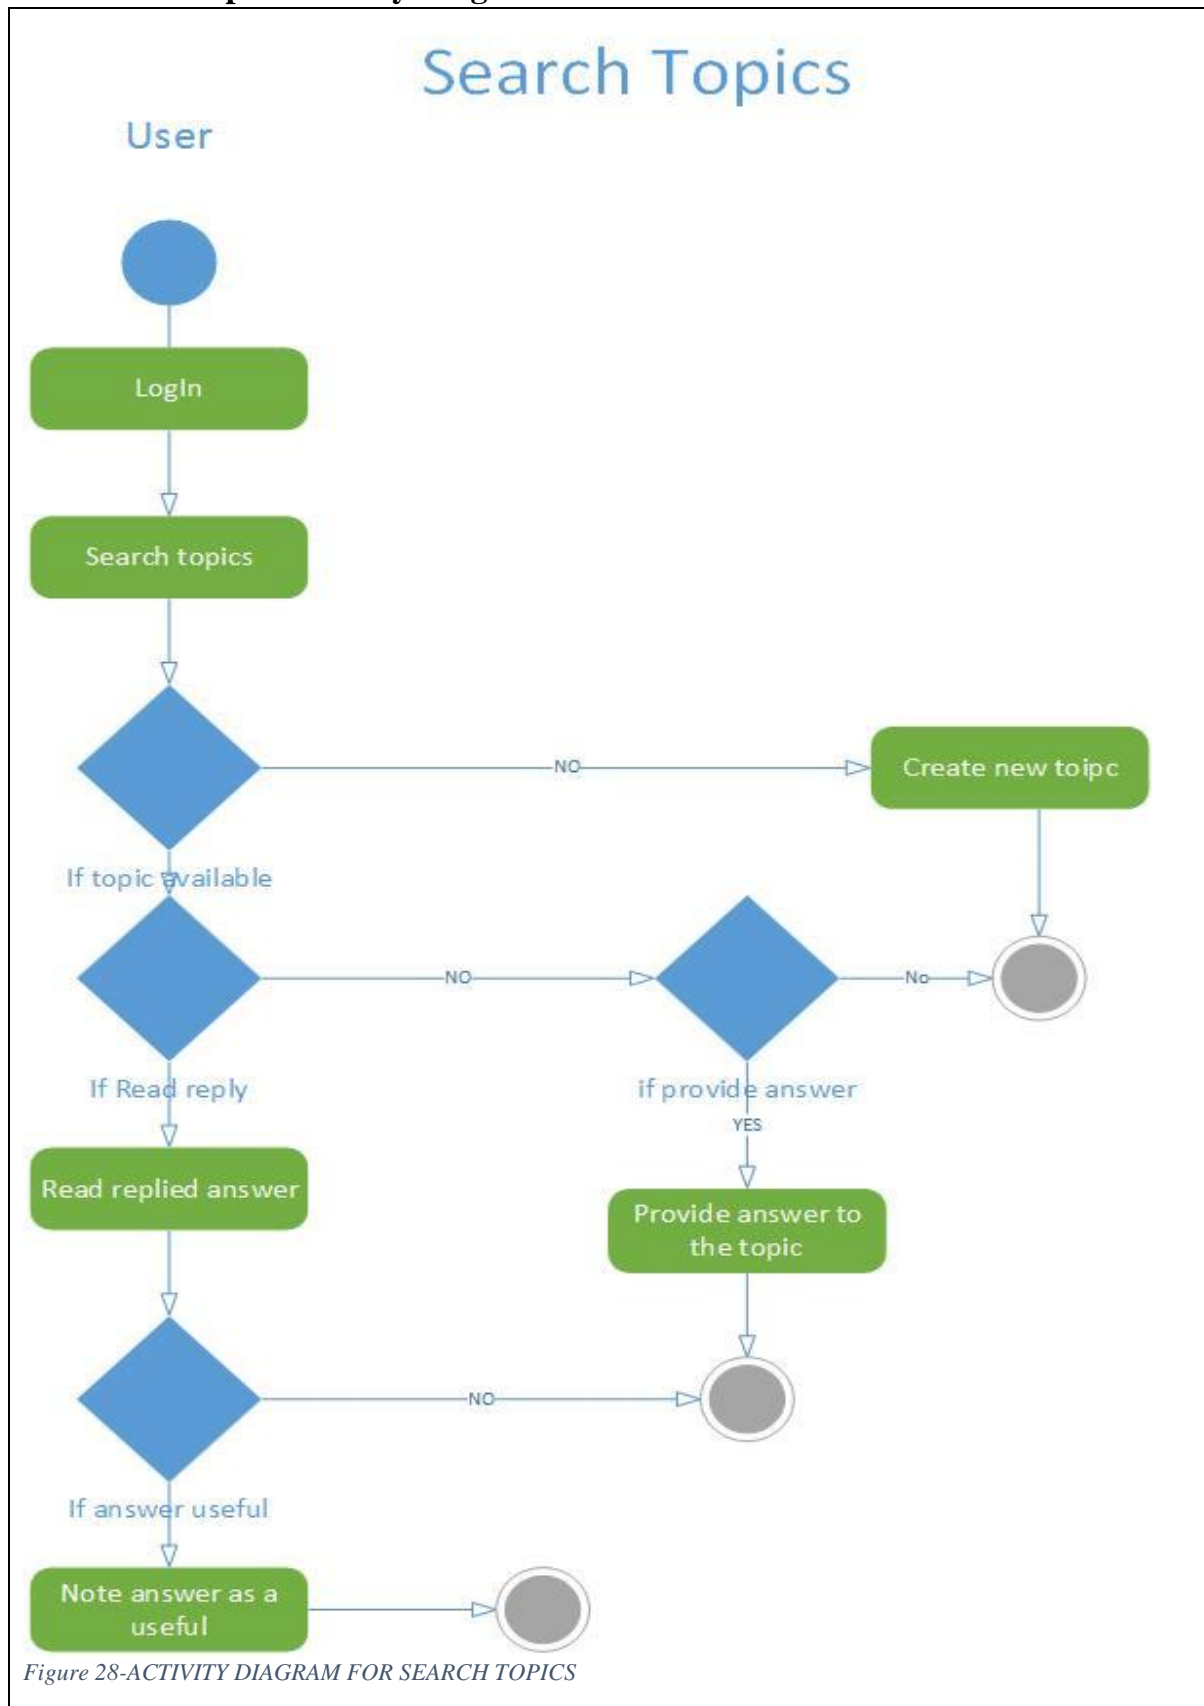 Search Topics
User
LogIn
Search topics
NO
Create new toipc
If topic available
NO
No
If Read reply
if provide answer
YES
Read replied answer
Provide answer to
the topic
NO
If answer useful
Note answer as a
useful
Figure 28-ACTIVITY DIAGRAM FOR SEARCH TOPICS